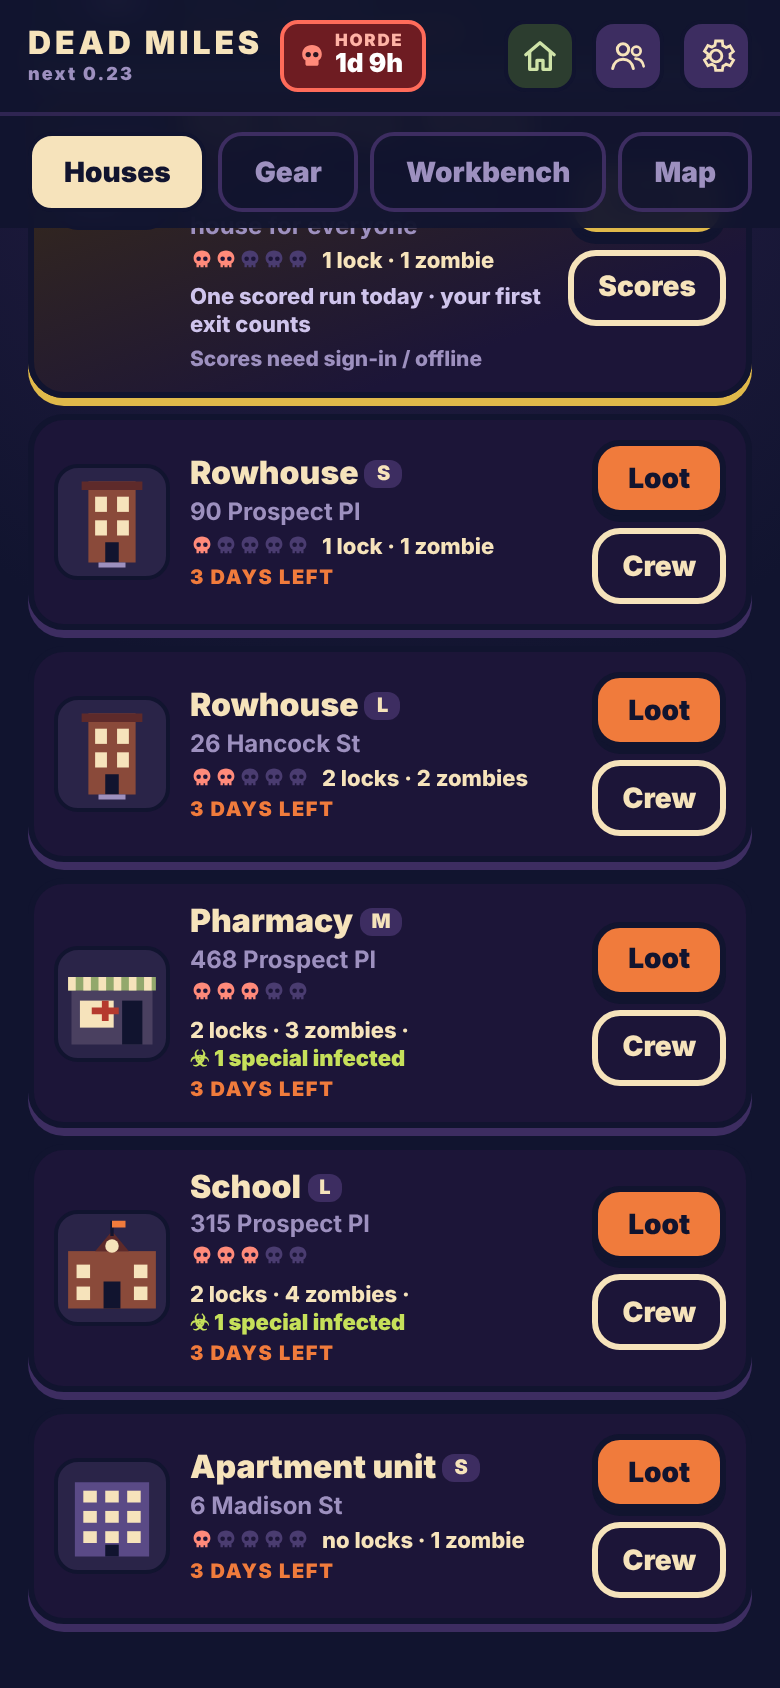 DEAD MILES
next 0.23
HORDE
1d 9h
Houses
Gear
Workbench
Map
house for everyone
1 lock · 1 zombie
One scored run today · your first
exit counts
Scores need sign-in / offline
Scores
Rowhouse S
90 Prospect Pl
1 lock · 1 zombie
3 DAYS LEFT
Loot
Crew
Rowhouse L
26 Hancock St
2 locks · 2 zombies
3 DAYS LEFT
Loot
Crew
Pharmacy M
468 Prospect Pl
2 locks · 3 zombies ·
☣ 1 special infected
3 DAYS LEFT
Loot
Crew
School L
315 Prospect Pl
2 locks · 4 zombies ·
☣ 1 special infected
3 DAYS LEFT
Loot
Crew
Apartment unit S
6 Madison St
no locks · 1 zombie
3 DAYS LEFT
Loot
Crew